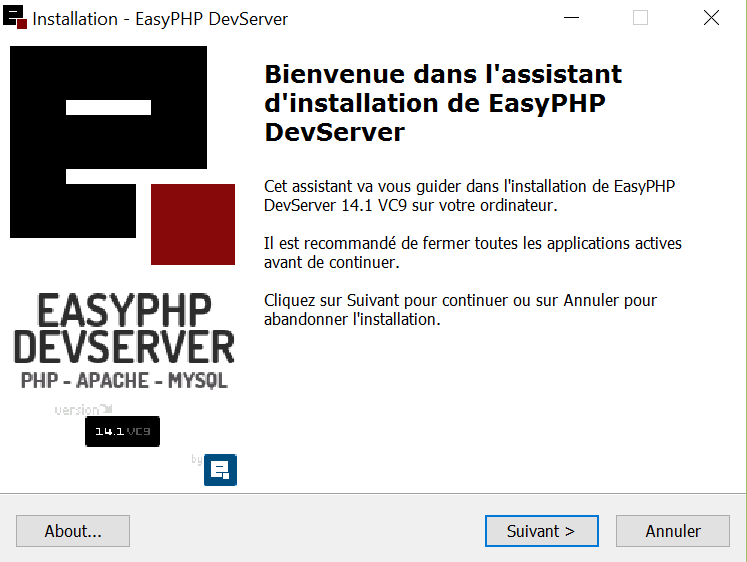 Installation - EasyPHP DevServer
Bienvenue dans l'assistant
d'installation de EasyPHP
DevServer
Cet assistant va vous guider dans l'installation de EasyPHP
DevServer 14.1 VC9 sur votre ordinateur.
Il est recommandé de fermer toutes les applications actives
avant de continuer.
Cliquez sur Suivant pour continuer ou sur Annuler pour
abandonner l'installation.
EASYPHP
DEVSERVER
PHP - APACHE - MYSQL
version
14.1 VC9
by
About...
Suivant >
Annuler